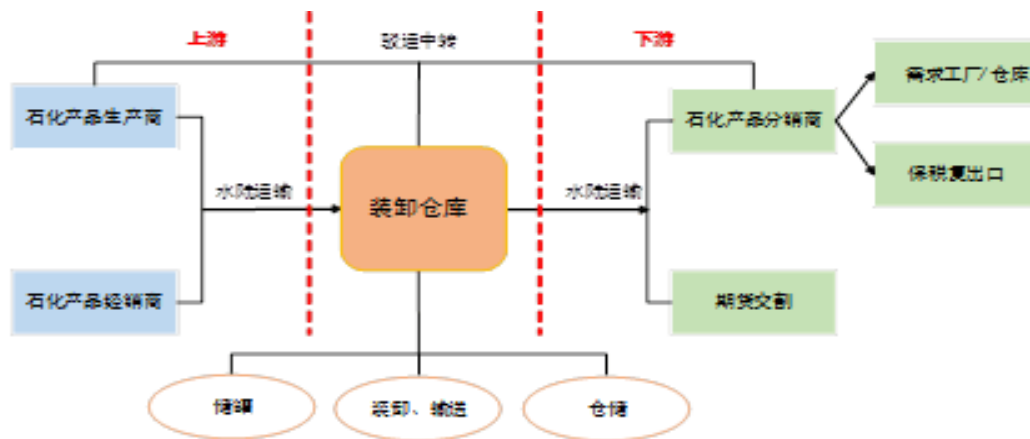 上游
驳运中转
下游
石化产品生产商
石化产品分销商
需求工厂/仓库
保税复出口
水陆运输
装卸仓库
水陆运输
石化产品经销商
期货交割
储罐
装卸、输送
仓储